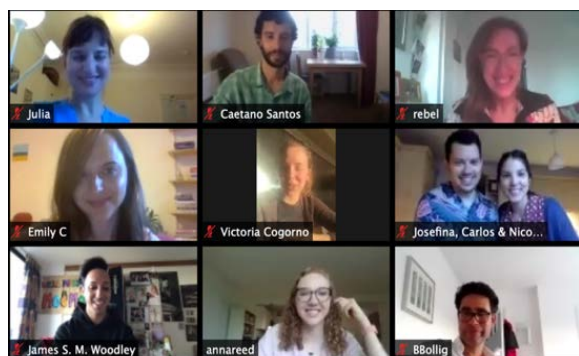 Julia
Caetano Santos
rebel
Emily C
Victoria Cogorno
Josefina, Carlos & Nico...
James S. M. Woodley
annareed
BBollig